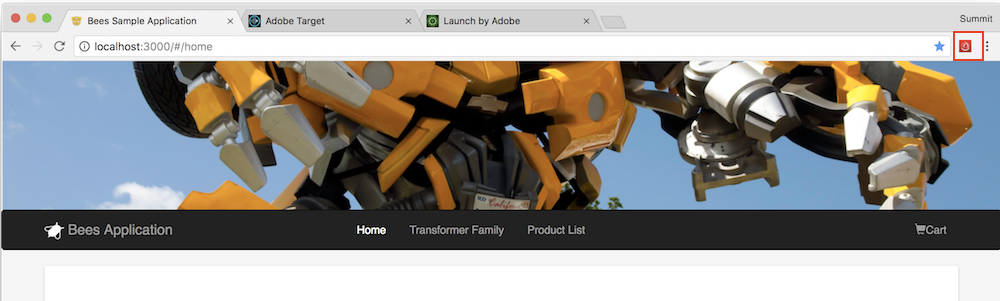 Bees Sample Application
Adobe Target
Launch by Adobe
Summit
localhost:3000/#/home
Bees Application
Home
Transformer Family
Product List
Cart